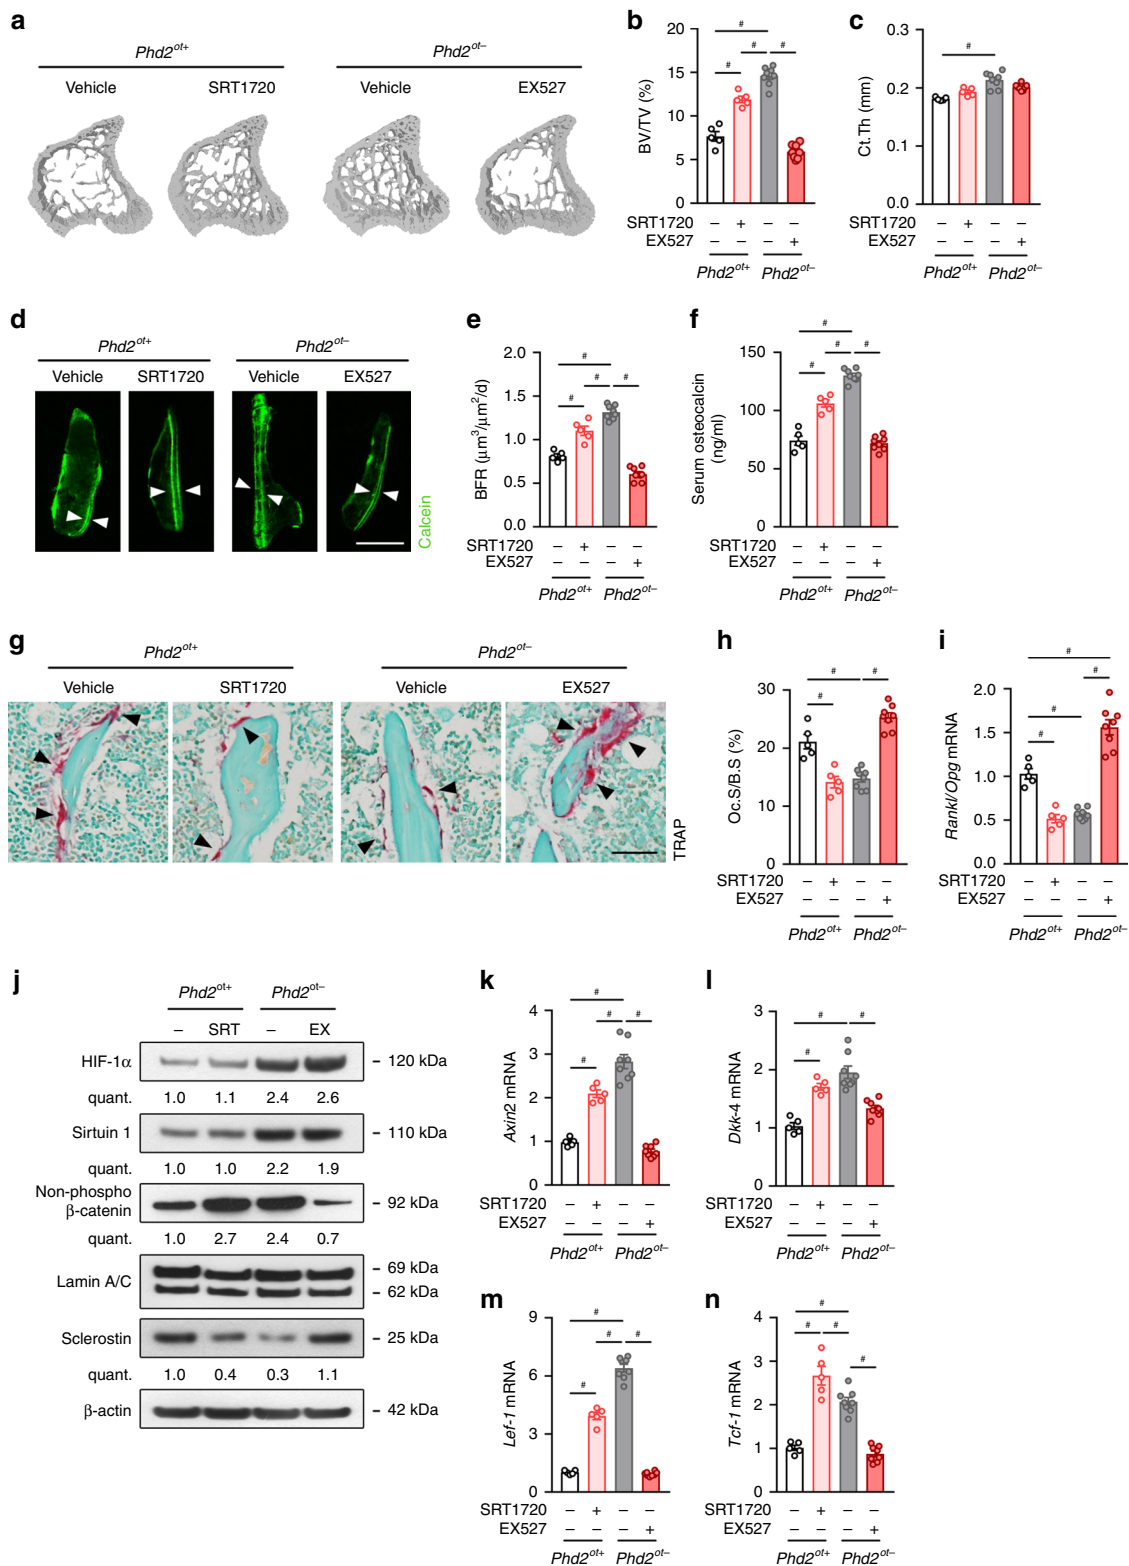 a
Phd2ot+
Phd2ot–
Vehicle SRT1720 Vehicle EX527
b
BV/TV (%)
20
15
10
5
0
# # # #
SRT1720 – + – –
EX527 – – – +
Phd2ot+ Phd2ot–
c
Ct.Th (mm)
0.3
0.2
0.1
0
#
SRT1720 – + – –
EX527 – – – +
Phd2ot+ Phd2ot–
d
Phd2ot+ Phd2ot–
Vehicle SRT1720 Vehicle EX527
Calcein
e
BFR (μm3/μm2/d)
2.0
1.5
1.0
0.5
0.0
# # # #
SRT1720 – + – –
EX527 – – – +
Phd2ot+ Phd2ot–
f
Serum osteocalcin
(ng/ml)
150
100
50
0
# # # #
SRT1720 – + – –
EX527 – – – +
Phd2ot+ Phd2ot–
g
Phd2ot+ Phd2ot–
Vehicle SRT1720 Vehicle EX527
TRAP
h
Oc.S/B.S (%)
30
20
10
0
# # #
SRT1720 – + – –
EX527 – – – +
Phd2ot+ Phd2ot–
i
Rankl/Opg mRNA
2.0
1.5
1.0
0.5
0.0
# # # #
– + – –
– – – +
Phd2ot+ Phd2ot–
j
Phd2ot+ Phd2ot–
– SRT – EX
HIF-1α – 120 kDa
quant. 1.0 1.1 2.4 2.6
Sirtuin 1 – 110 kDa
quant. 1.0 1.0 2.2 1.9
Non-phospho
β-catenin – 92 kDa
quant. 1.0 2.7 2.4 0.7
Lamin A/C – 69 kDa
– 62 kDa
Sclerostin – 25 kDa
quant. 1.0 0.4 0.3 1.1
β-actin – 42 kDa
k
Axin2 mRNA
4
3
2
1
0
# # # #
SRT1720 – + – –
EX527 – – – +
Phd2ot+ Phd2ot–
l
Dkk-4 mRNA
3
2
1
0
# # #
SRT1720 – + – –
EX527 – – – +
Phd2ot+ Phd2ot–
m
Lef-1 mRNA
9
6
3
0
# # # #
SRT1720 – + – –
EX527 – – – +
Phd2ot+ Phd2ot–
n
Tcf-1 mRNA
4
3
2
1
0
# # # #
SRT1720 – + – –
EX527 – – – +
Phd2ot+ Phd2ot–